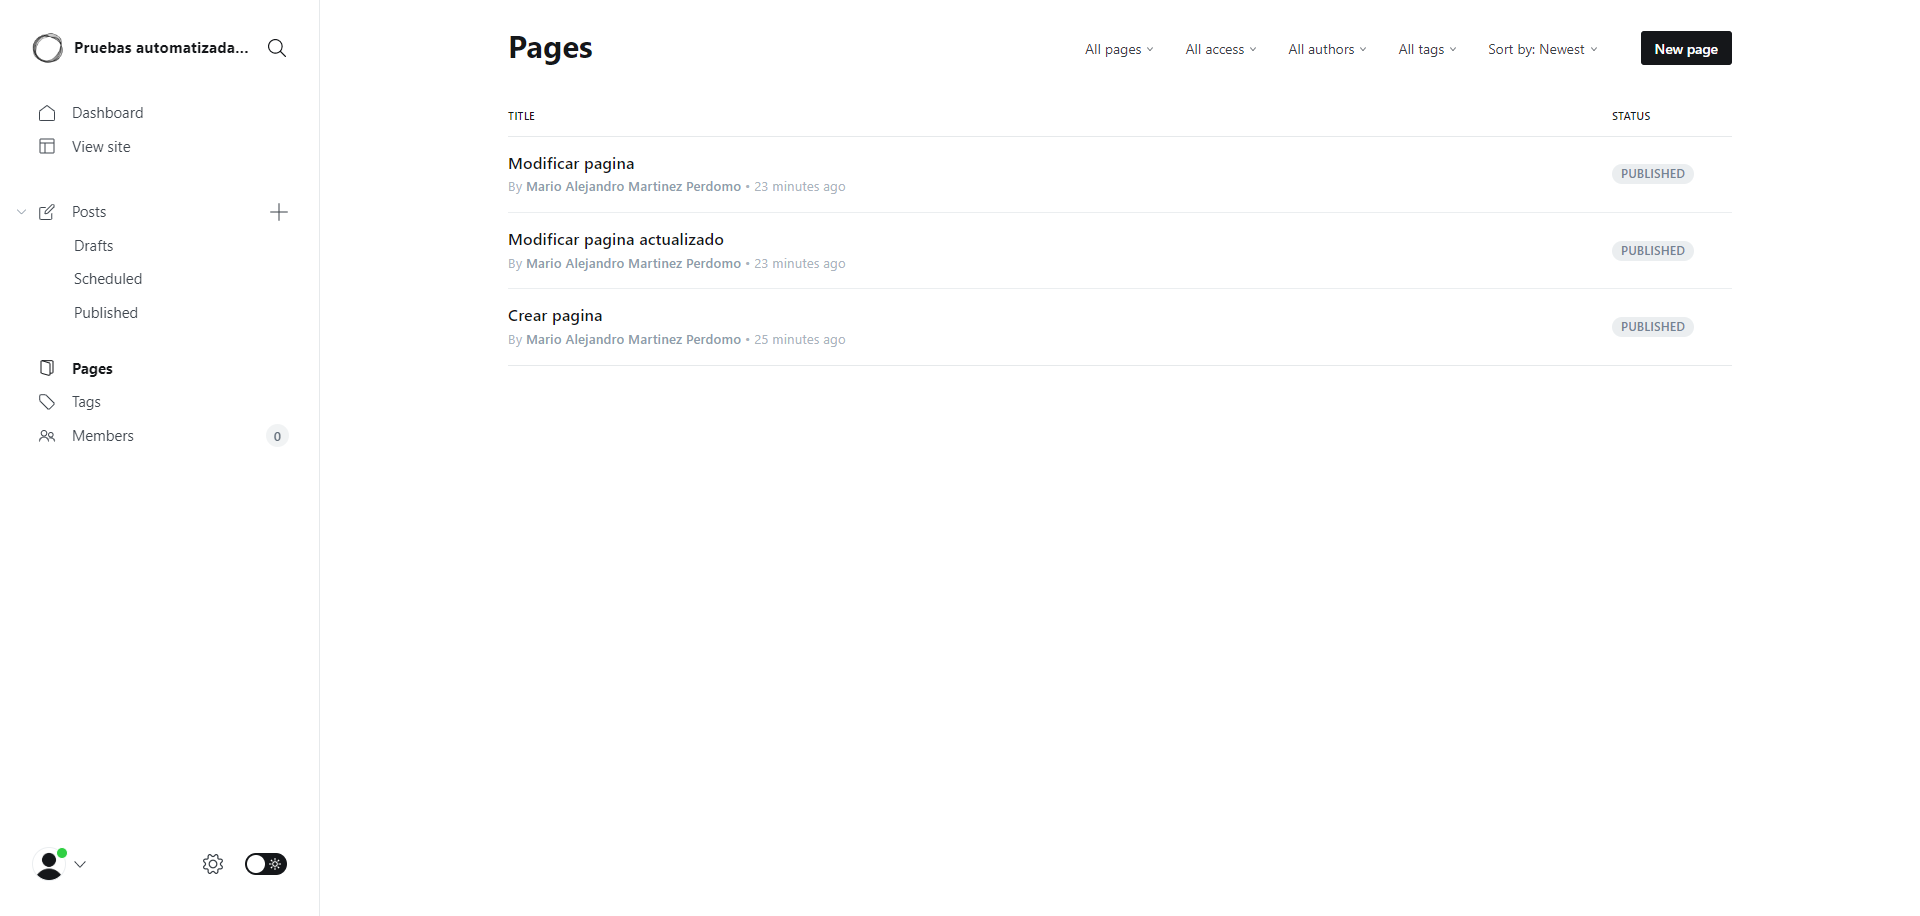 Pruebas automatizada...
Dashboard
View site
Posts
Drafts
Scheduled
Published
Pages
Tags
Members 0
Pages
All pages All access All authors All tags Sort by: Newest New page
TITLE STATUS
Modificar pagina
By Mario Alejandro Martinez Perdomo • 23 minutes ago
PUBLISHED
Modificar pagina actualizado
By Mario Alejandro Martinez Perdomo • 23 minutes ago
PUBLISHED
Crear pagina
By Mario Alejandro Martinez Perdomo • 25 minutes ago
PUBLISHED